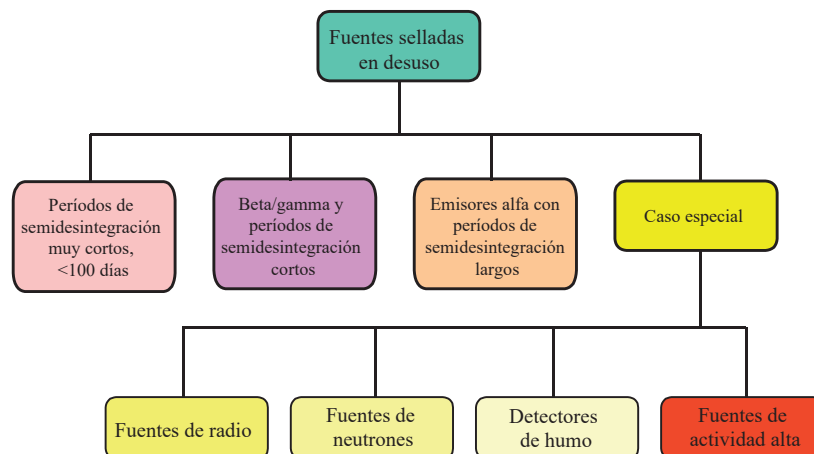 Fuentes selladas
en desuso
Períodos de
semidesintegración
muy cortos,
<100 días
Beta/gamma y
períodos de
semidesintegración
cortos
Emisores alfa con
períodos de
semidesintegración
largos
Caso especial
Fuentes de radio
Fuentes de
neutrones
Detectores
de humo
Fuentes de
actividad alta